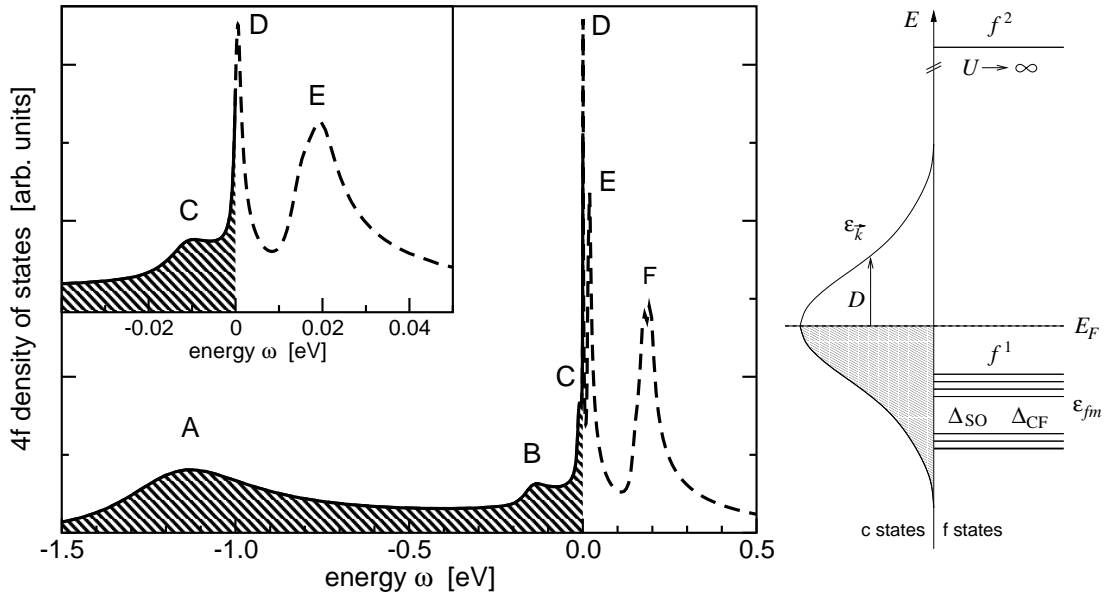 4f density of states [arb. units]
D
E
C
-0.02 0 0.02 0.04
energy ω [eV]
D
E
F
C
B
A
-1.5 -1.0 -0.5 0.0 0.5
energy ω [eV]
E
f²
U → ∞
ε_k⃗
D
E_F
f¹
Δ_SO Δ_CF
ε_fm
c states f states